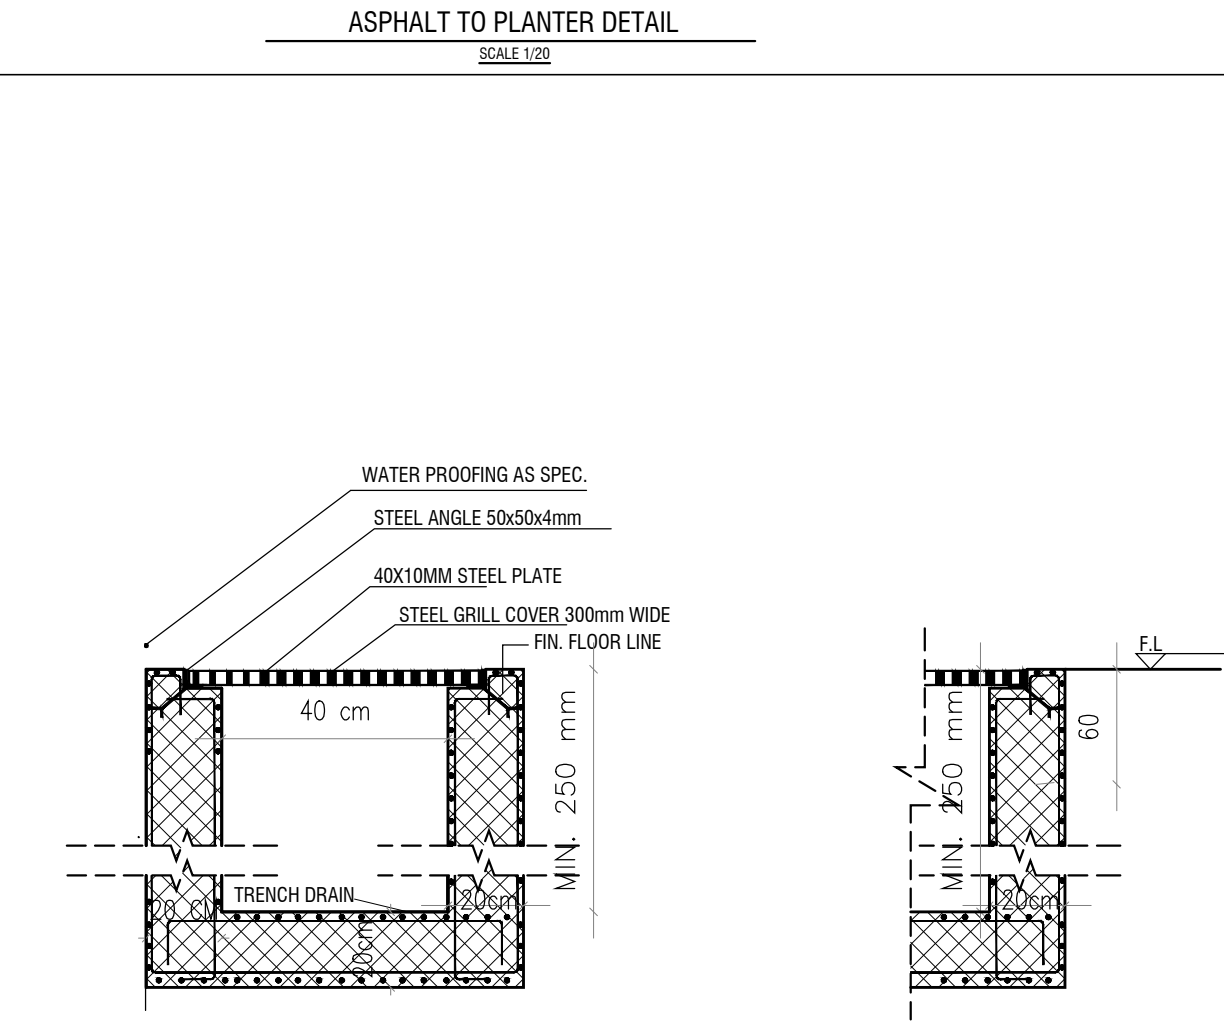 ASPHALT TO PLANTER DETAIL
SCALE 1/20
WATER PROOFING AS SPEC.
STEEL ANGLE 50x50x4mm
40X10MM STEEL PLATE
STEEL GRILL COVER 300mm WIDE
FIN. FLOOR LINE
F.L
40 cm
MIN. 250 mm
MIN. 250 mm
60
TRENCH DRAIN
20 CM
20cm
20cm
20cm